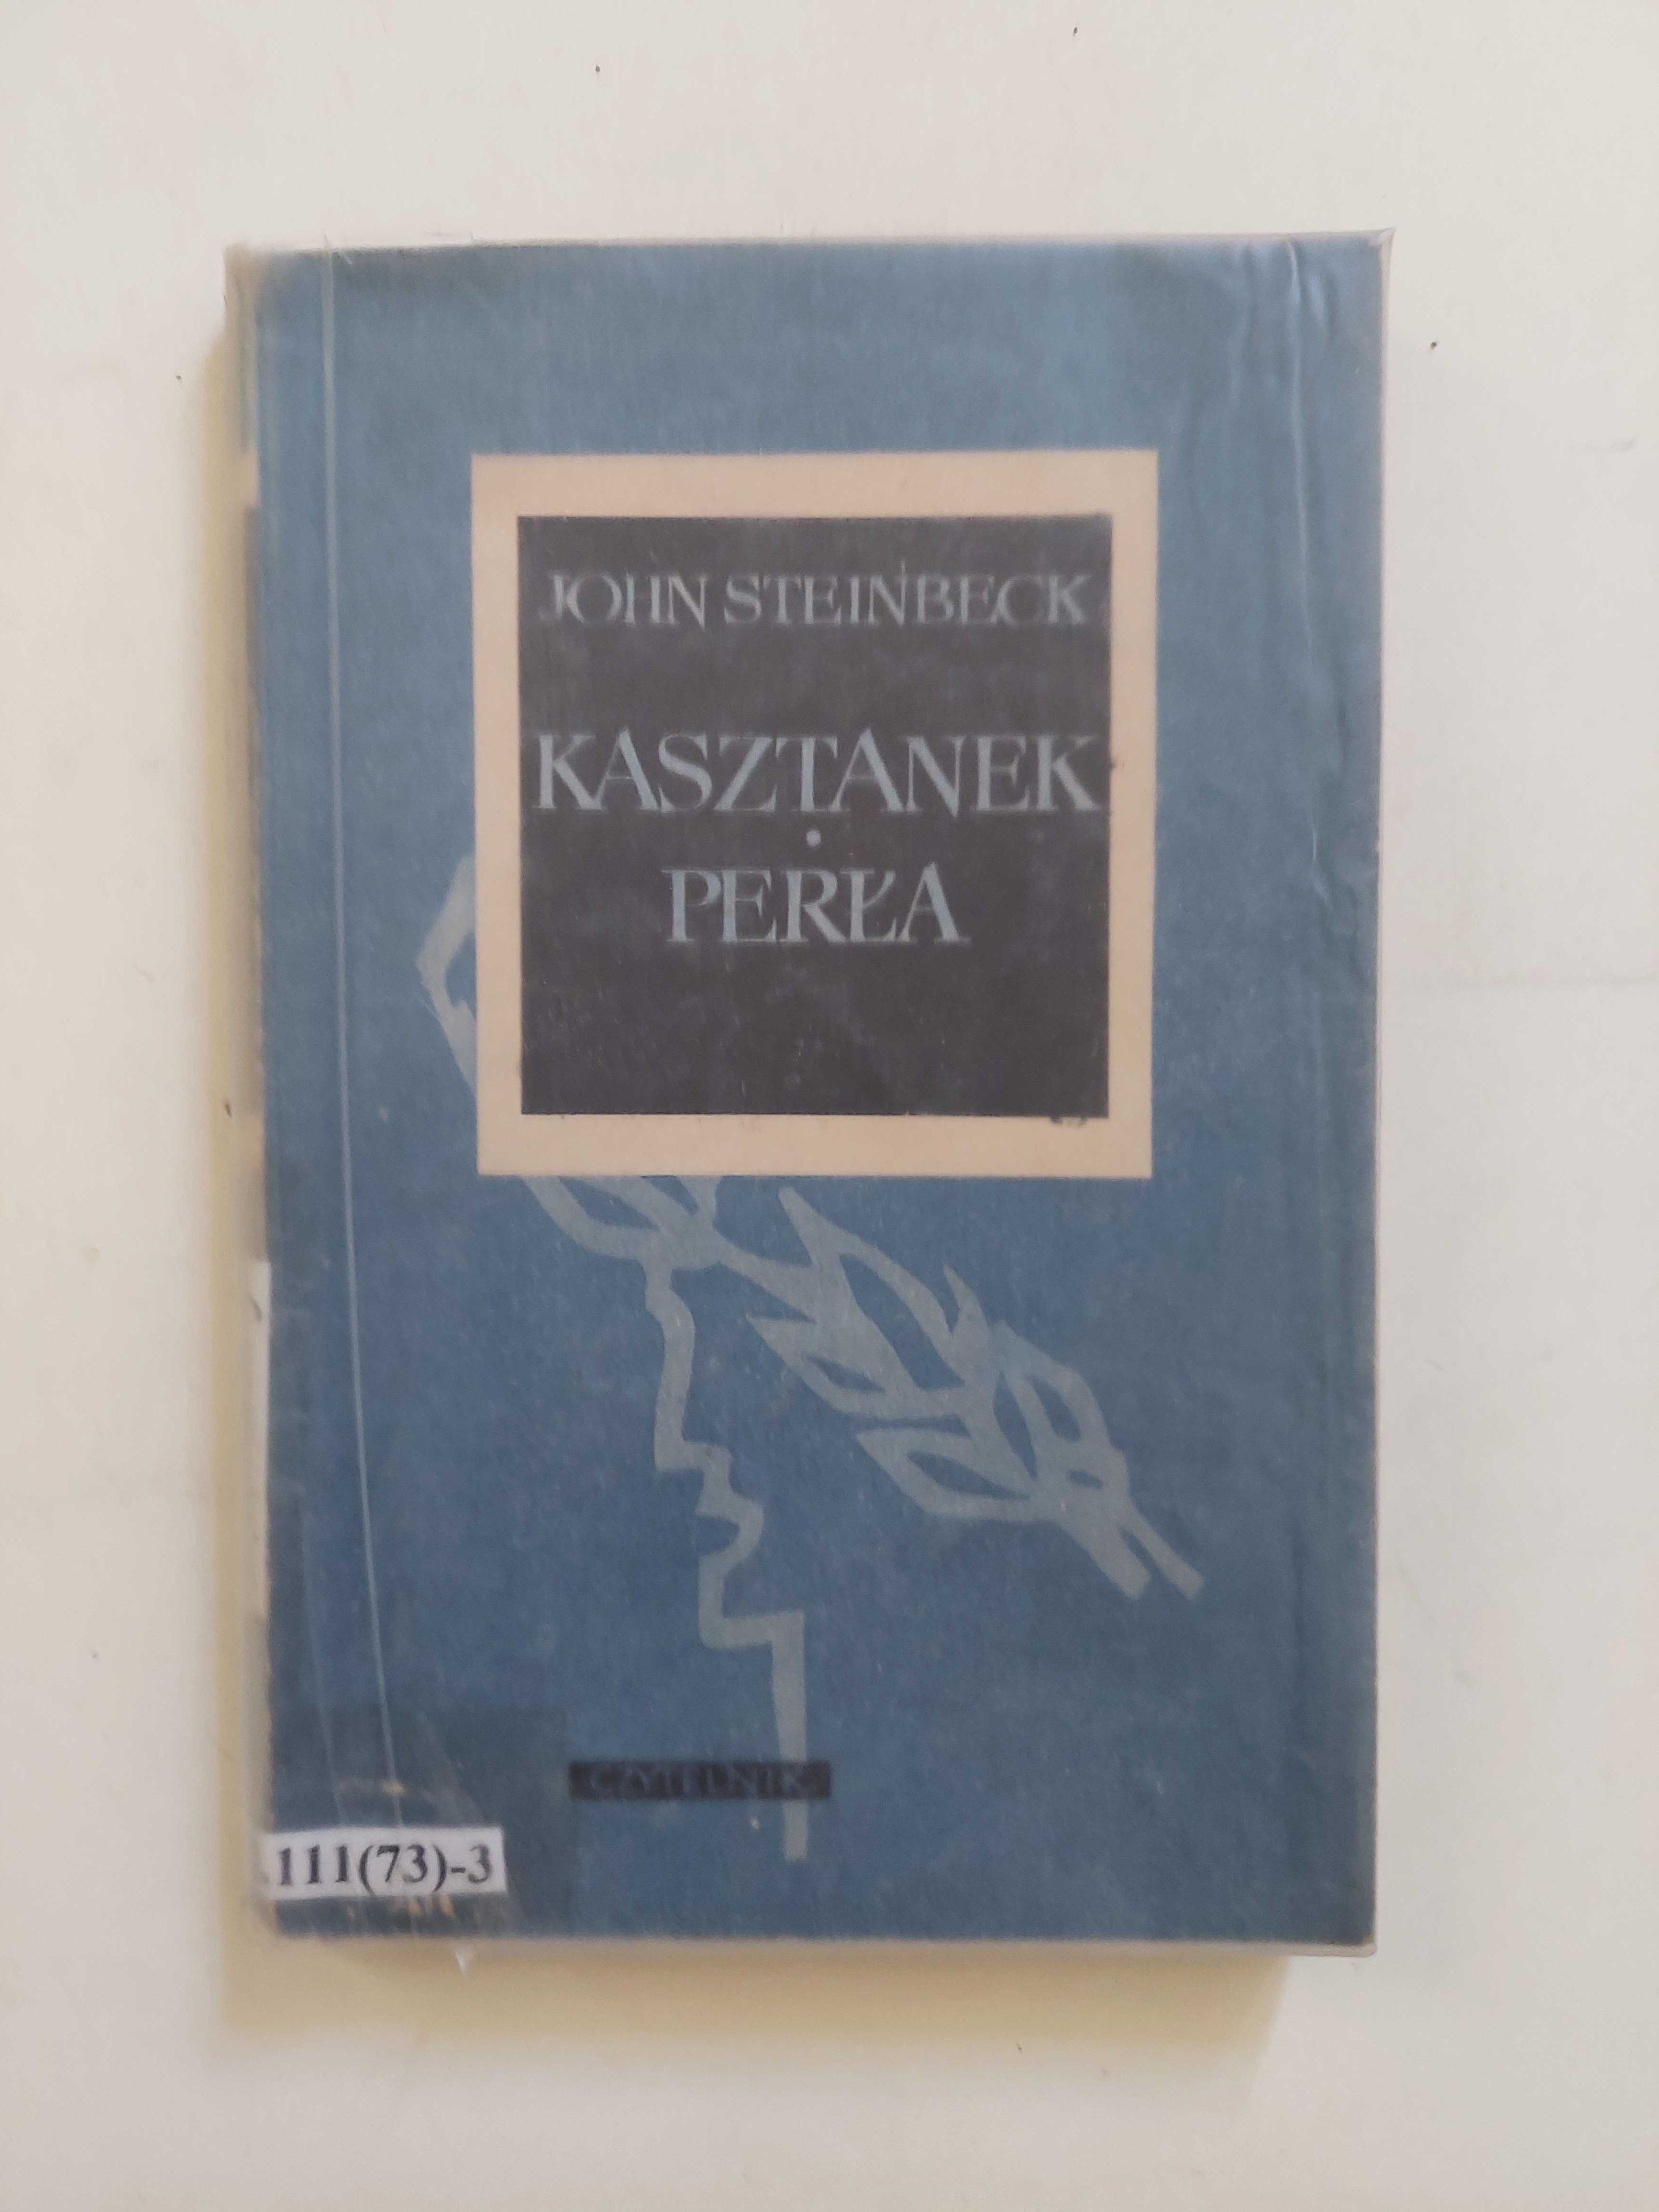 JOHN STEINBECK
KASZTANEK
•
PERŁA
CZYTELNIK
111(73)-3